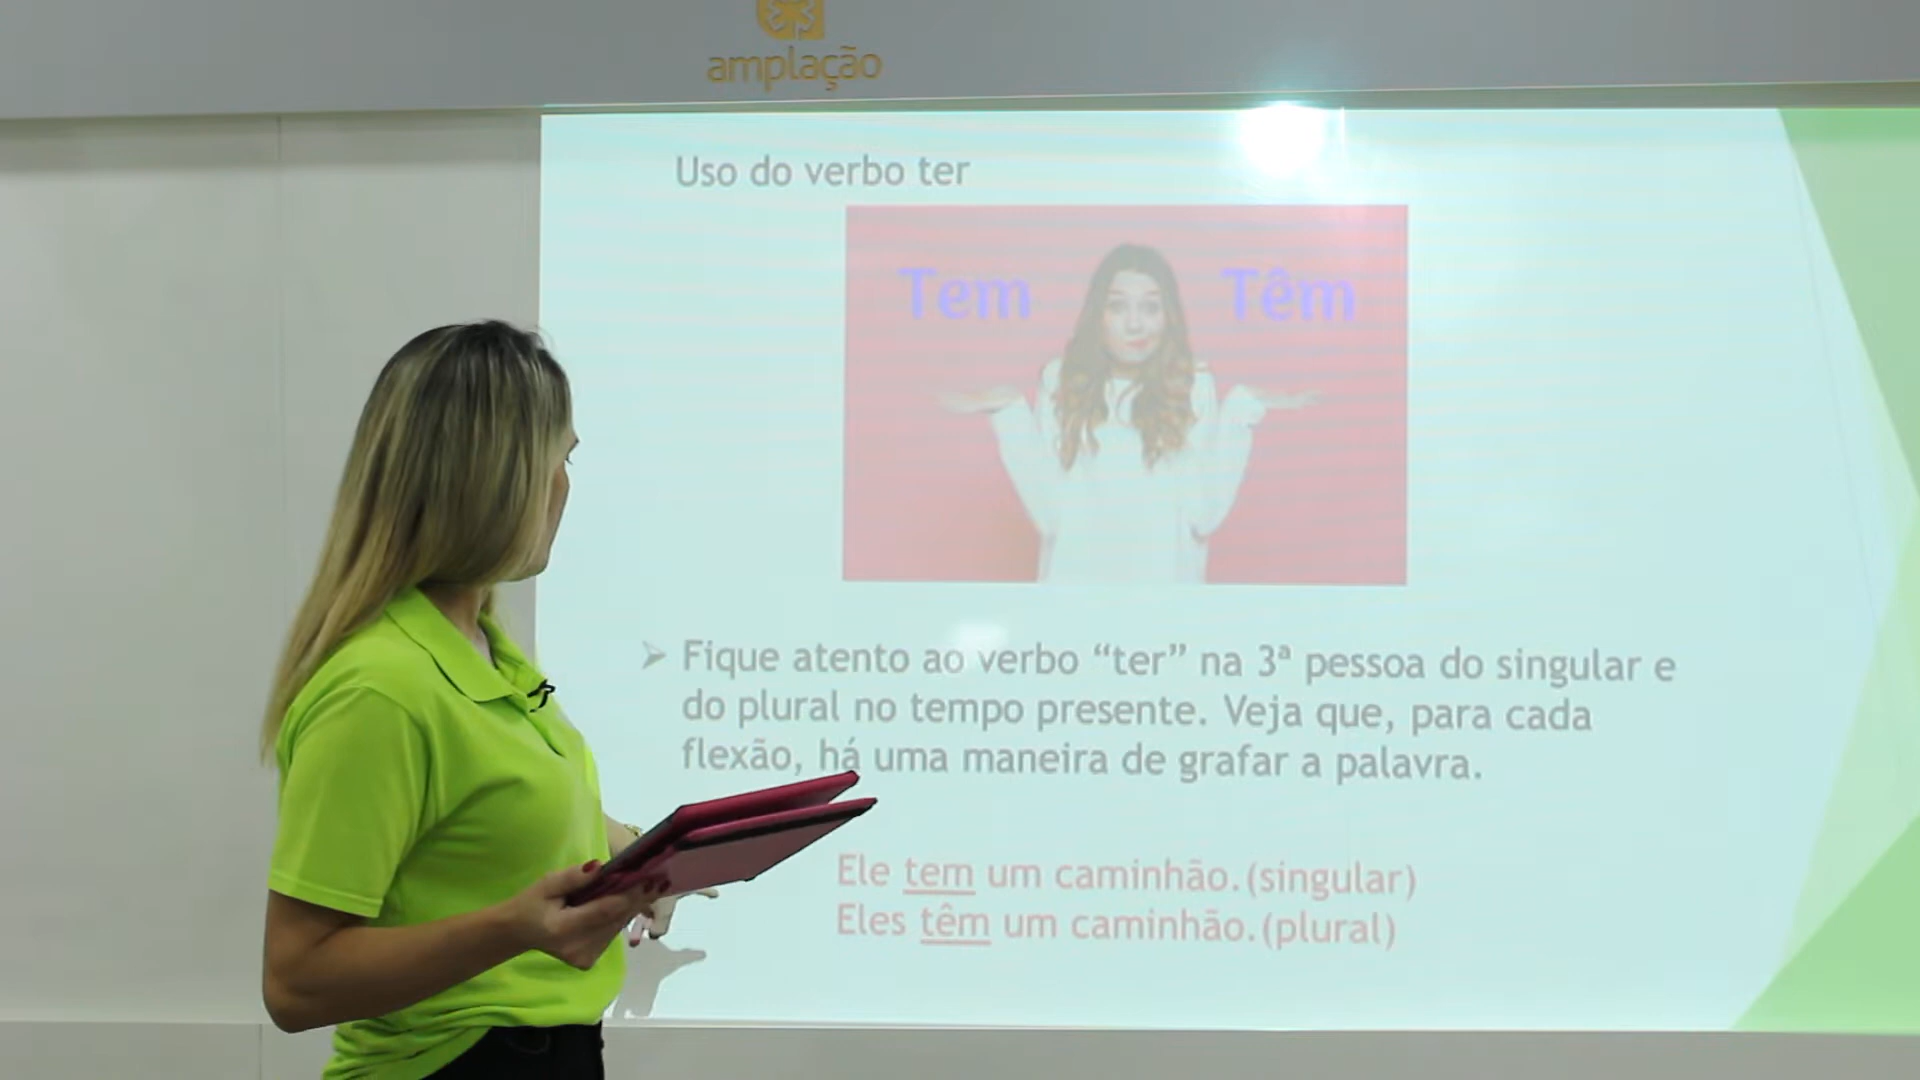 amplação
Uso do verbo ter
Tem Têm
➢ Fique atento ao verbo “ter” na 3ª pessoa do singular e
do plural no tempo presente. Veja que, para cada
flexão, há uma maneira de grafar a palavra.
Ele tem um caminhão.(singular)
Eles têm um caminhão.(plural)